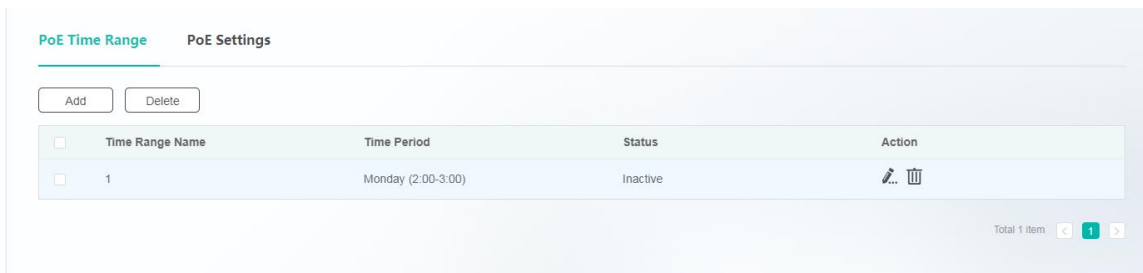 PoE Time Range PoE Settings
Add Delete
Time Range Name Time Period Status Action
1 Monday (2:00-3:00) Inactive
Total 1 item < 1 >